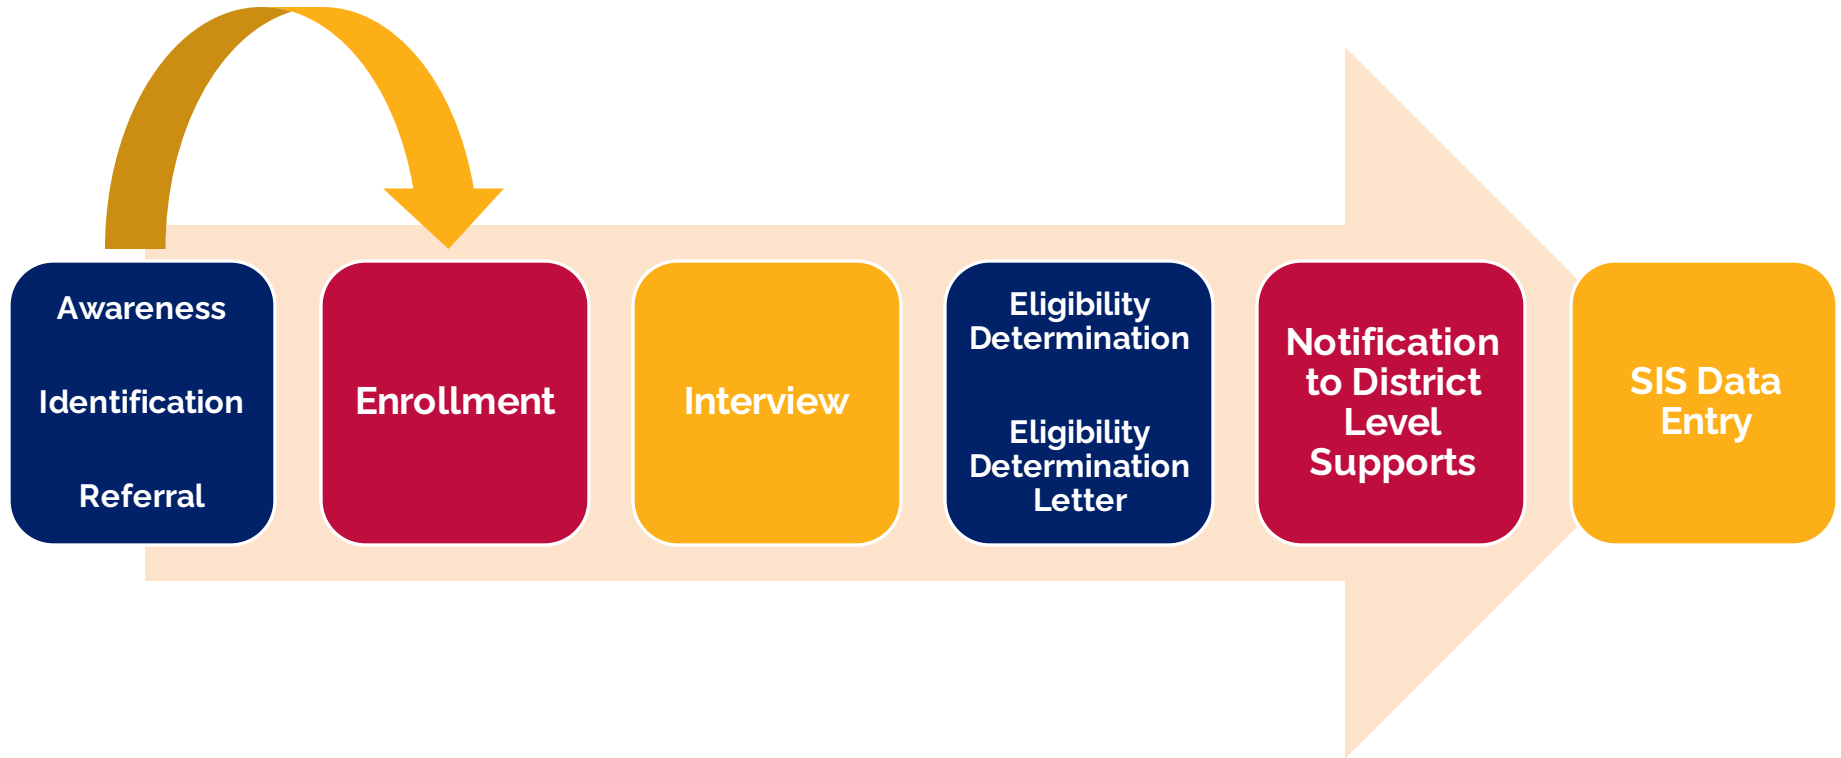 Awareness
Identification
Referral
Enrollment
Interview
Eligibility
Determination
Eligibility
Determination
Letter
Notification
to District
Level
Supports
SIS Data
Entry